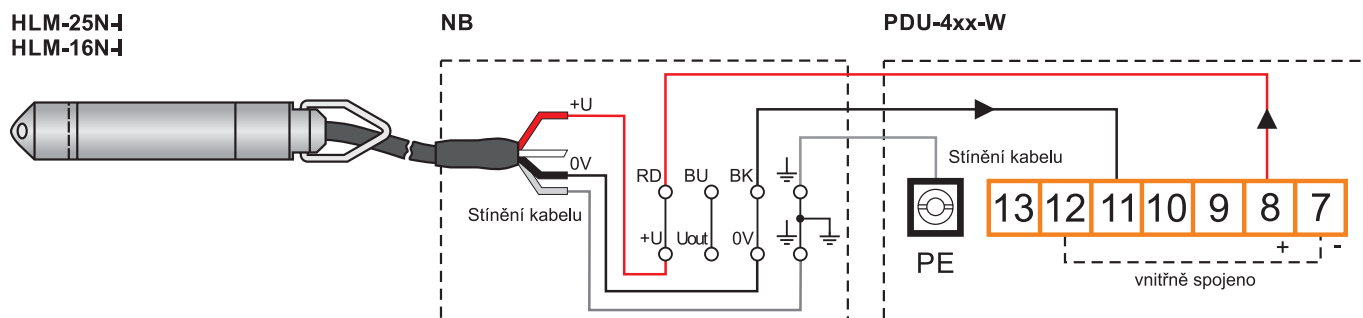 HLM-25N-I
HLM-16N-I
NB
PDU-4xx-W
+U
0V
Stínění kabelu
RD BU BK
+U Uout 0V
Stínění kabelu
PE
13 12 11 10 9 8 7
+ -
vnitřně spojeno